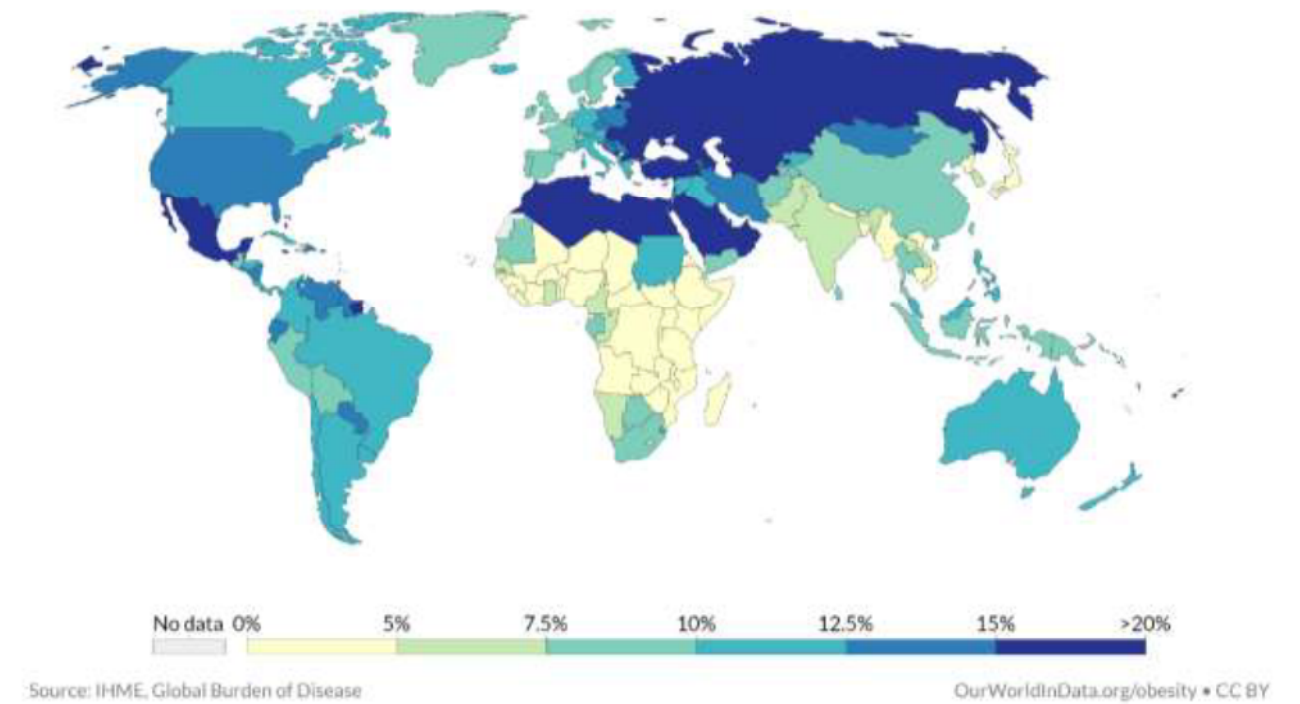 No data 0% 5% 7.5% 10% 12.5% 15% >20%
Source: IHME, Global Burden of Disease
OurWorldInData.org/obesity • CC BY